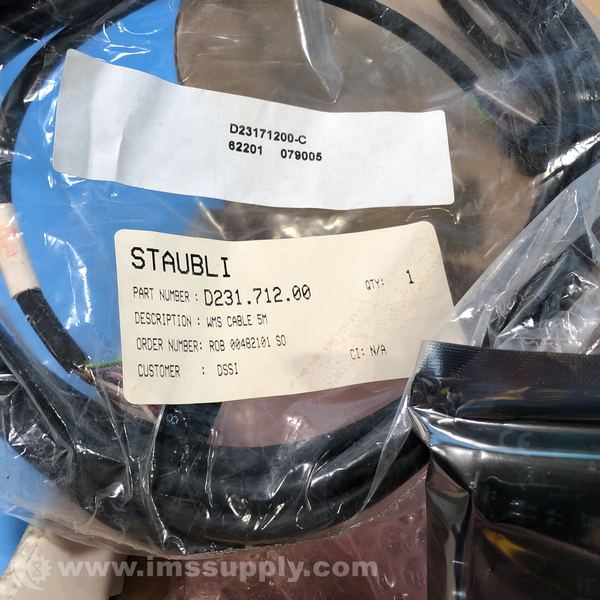 D23171200-C
62201 079005
STAUBLI
PART NUMBER : D231.712.00 QTY: 1
DESCRIPTION : WMS CABLE 5M
ORDER NUMBER: ROB 00482101 SO
CUSTOMER : DSSI CI: N/A
www.imssupply.com